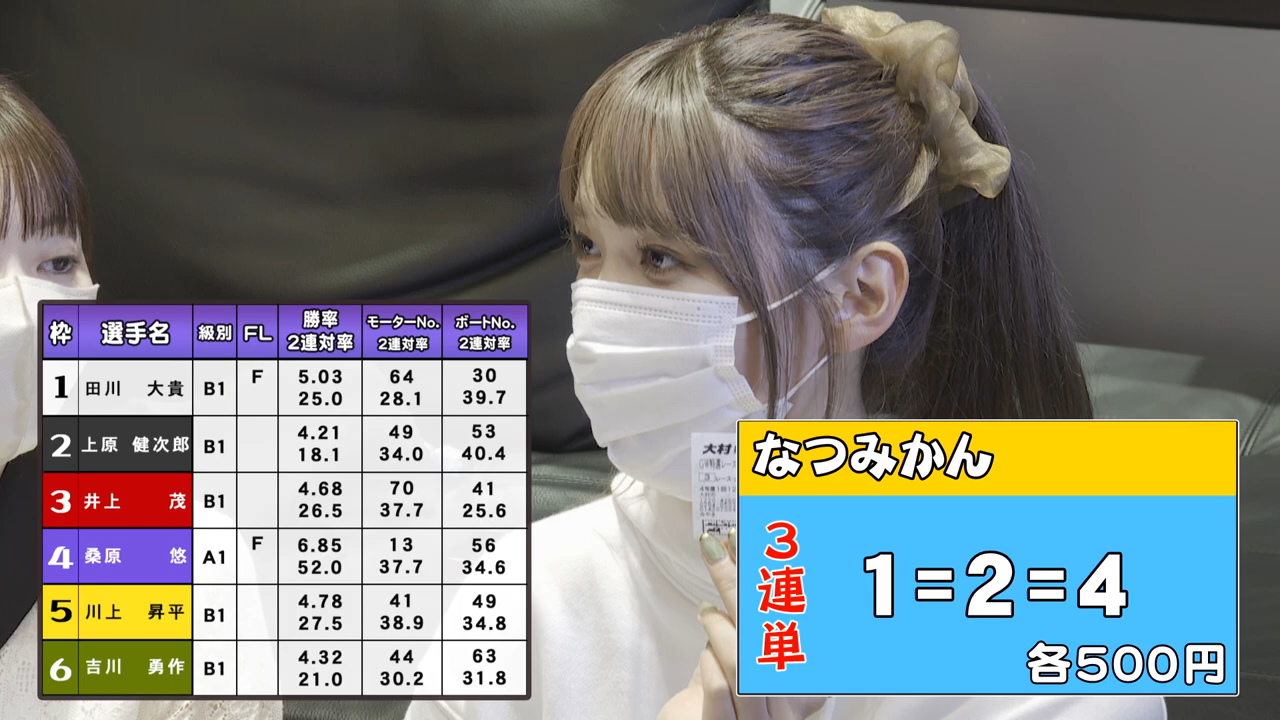 枠 選手名 級別 FL 勝率 2連対率 モーターNo. 2連対率 ボートNo. 2連対率
1 田川 大貴 B1 F 5.03 25.0 64 28.1 30 39.7
2 上原 健次郎 B1 4.21 18.1 49 34.0 53 40.4
3 井上 茂 B1 4.68 26.5 70 37.7 41 25.6
4 桑原 悠 A1 F 6.85 52.0 13 37.7 56 34.6
5 川上 昇平 B1 4.78 27.5 41 38.9 49 34.8
6 吉川 勇作 B1 4.32 21.0 44 30.2 63 31.8
大村
なつみかん
3連単
1=2=4
各500円